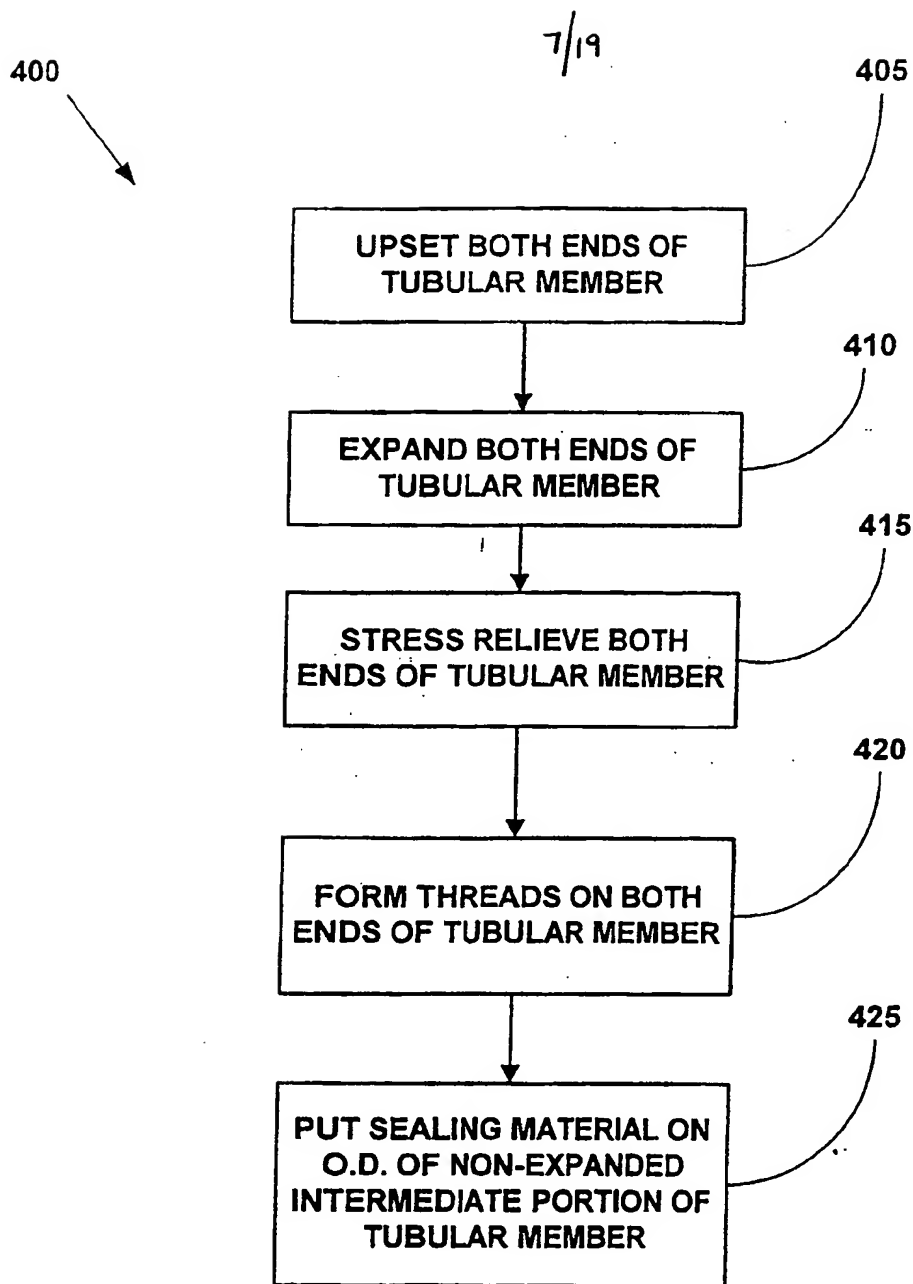 7/19
400
405
UPSET BOTH ENDS OF
TUBULAR MEMBER
410
EXPAND BOTH ENDS OF
TUBULAR MEMBER
415
STRESS RELIEVE BOTH
ENDS OF TUBULAR MEMBER
420
FORM THREADS ON BOTH
ENDS OF TUBULAR MEMBER
425
PUT SEALING MATERIAL ON
O.D. OF NON-EXPANDED
INTERMEDIATE PORTION OF
TUBULAR MEMBER